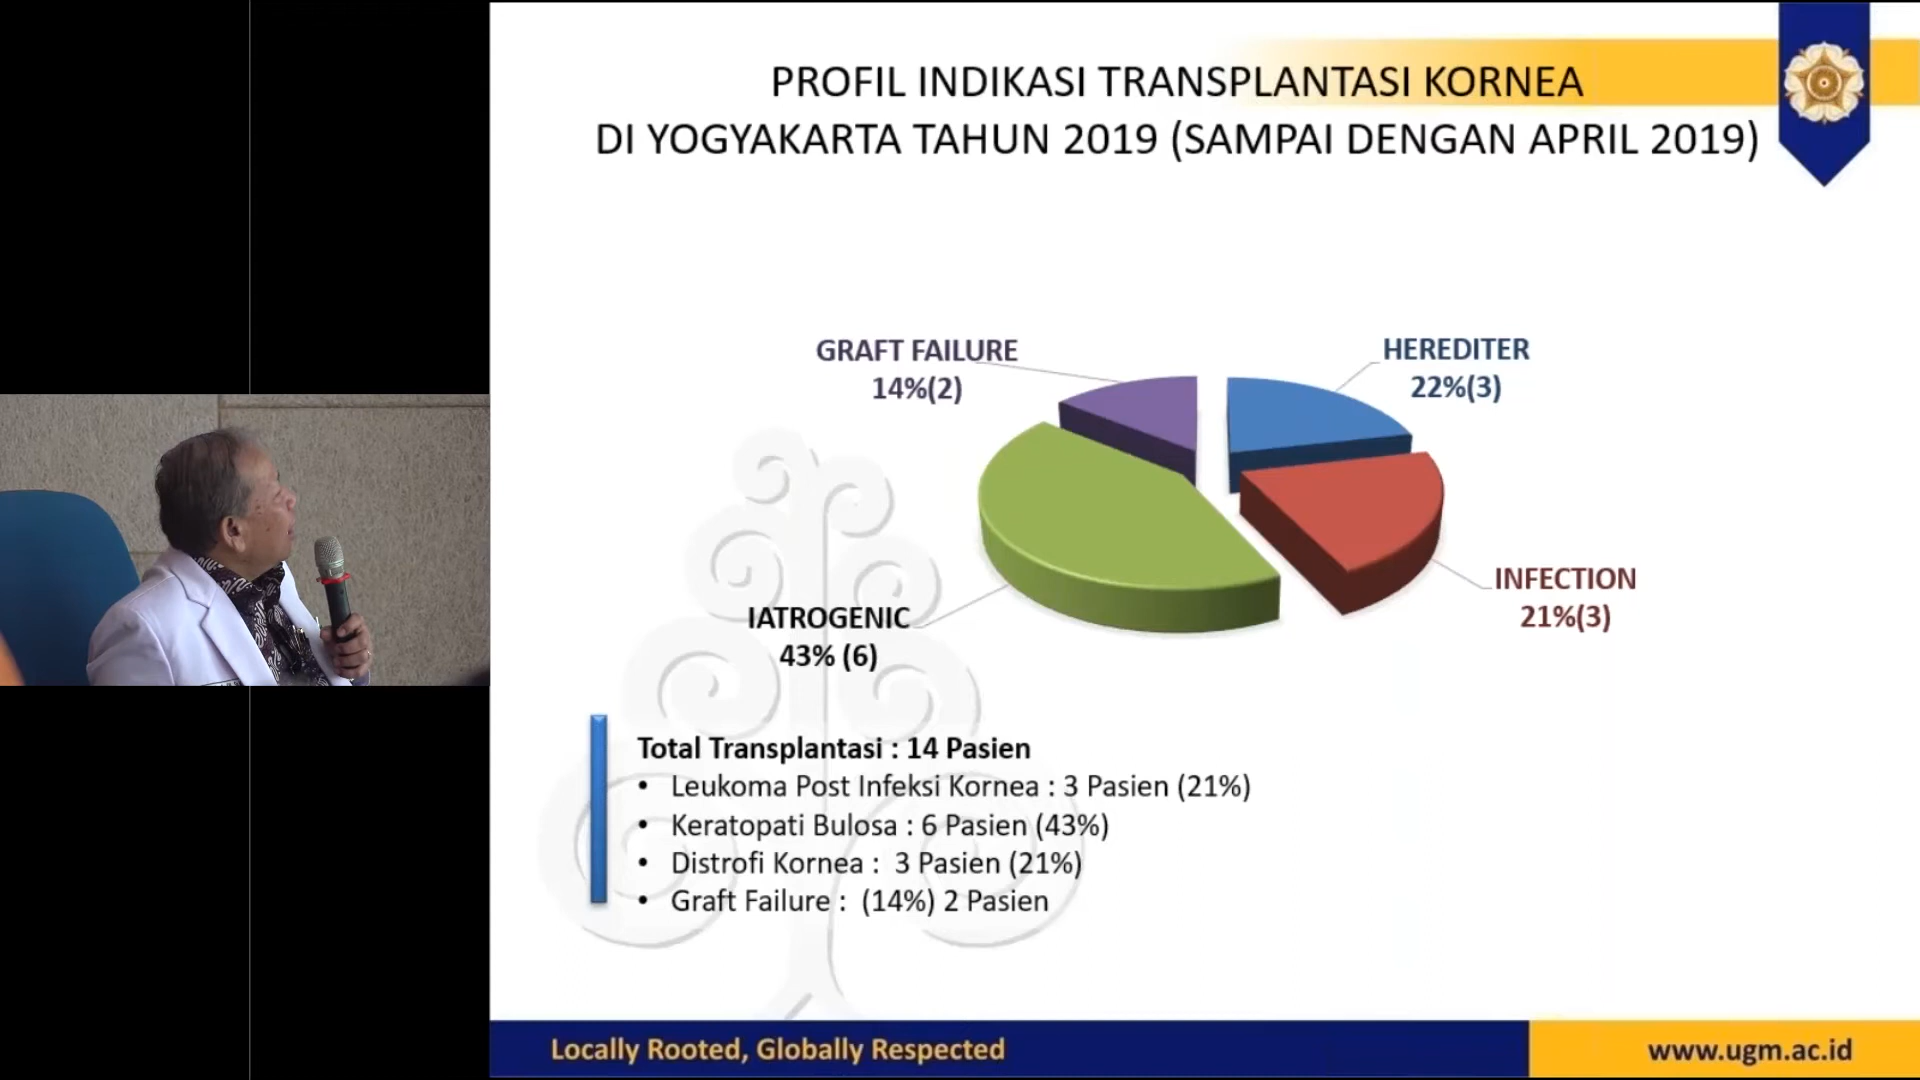 PROFIL INDIKASI TRANSPLANTASI KORNEA
DI YOGYAKARTA TAHUN 2019 (SAMPAI DENGAN APRIL 2019)
GRAFT FAILURE
14%(2)
HEREDITER
22%(3)
INFECTION
21%(3)
IATROGENIC
43% (6)
Total Transplantasi : 14 Pasien
• Leukoma Post Infeksi Kornea : 3 Pasien (21%)
• Keratopati Bulosa : 6 Pasien (43%)
• Distrofi Kornea : 3 Pasien (21%)
• Graft Failure : (14%) 2 Pasien
Locally Rooted, Globally Respected
www.ugm.ac.id